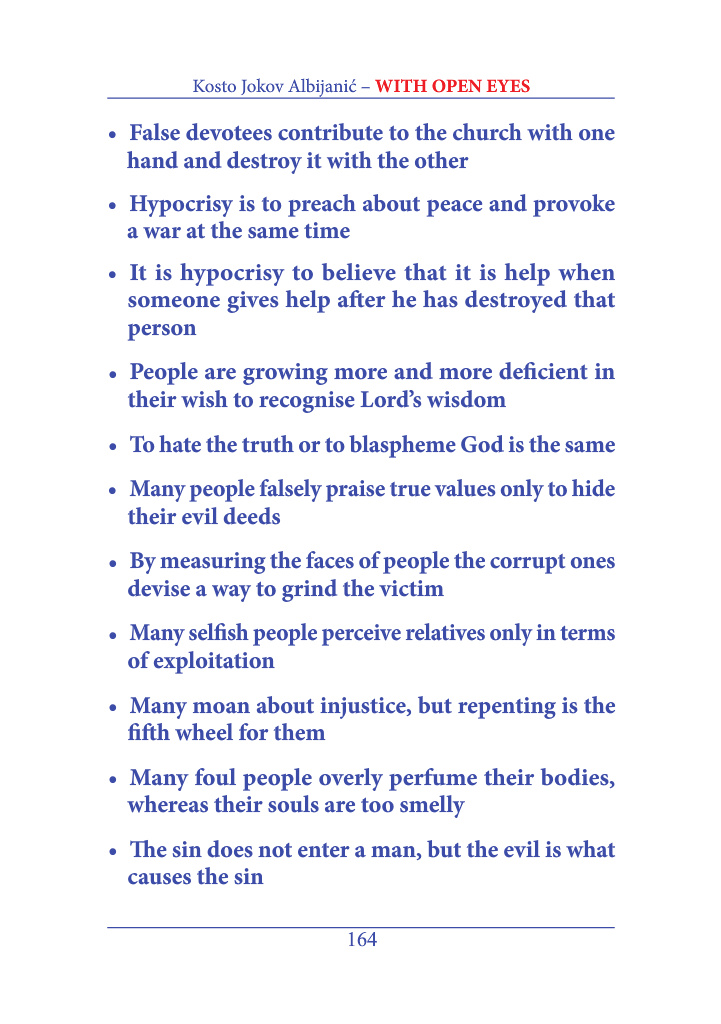 Kosto Jokov Albijanić – WITH OPEN EYES
• False devotees contribute to the church with one
hand and destroy it with the other
• Hypocrisy is to preach about peace and provoke
a war at the same time
• It is hypocrisy to believe that it is help when
someone gives help after he has destroyed that
person
• People are growing more and more deficient in
their wish to recognise Lord’s wisdom
• To hate the truth or to blaspheme God is the same
• Many people falsely praise true values only to hide
their evil deeds
• By measuring the faces of people the corrupt ones
devise a way to grind the victim
• Many selfish people perceive relatives only in terms
of exploitation
• Many moan about injustice, but repenting is the
fifth wheel for them
• Many foul people overly perfume their bodies,
whereas their souls are too smelly
• The sin does not enter a man, but the evil is what
causes the sin
164